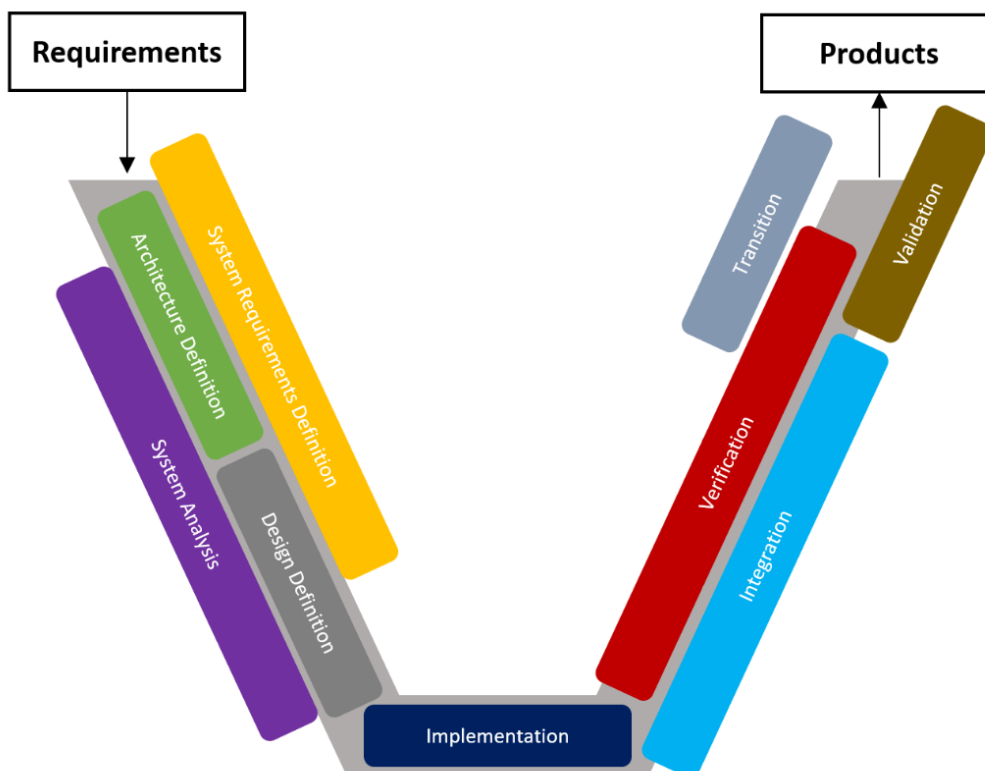 Requirements
Products
System Requirements Definition
Architecture Definition
System Analysis
Design Definition
Implementation
Transition
Validation
Verification
Integration